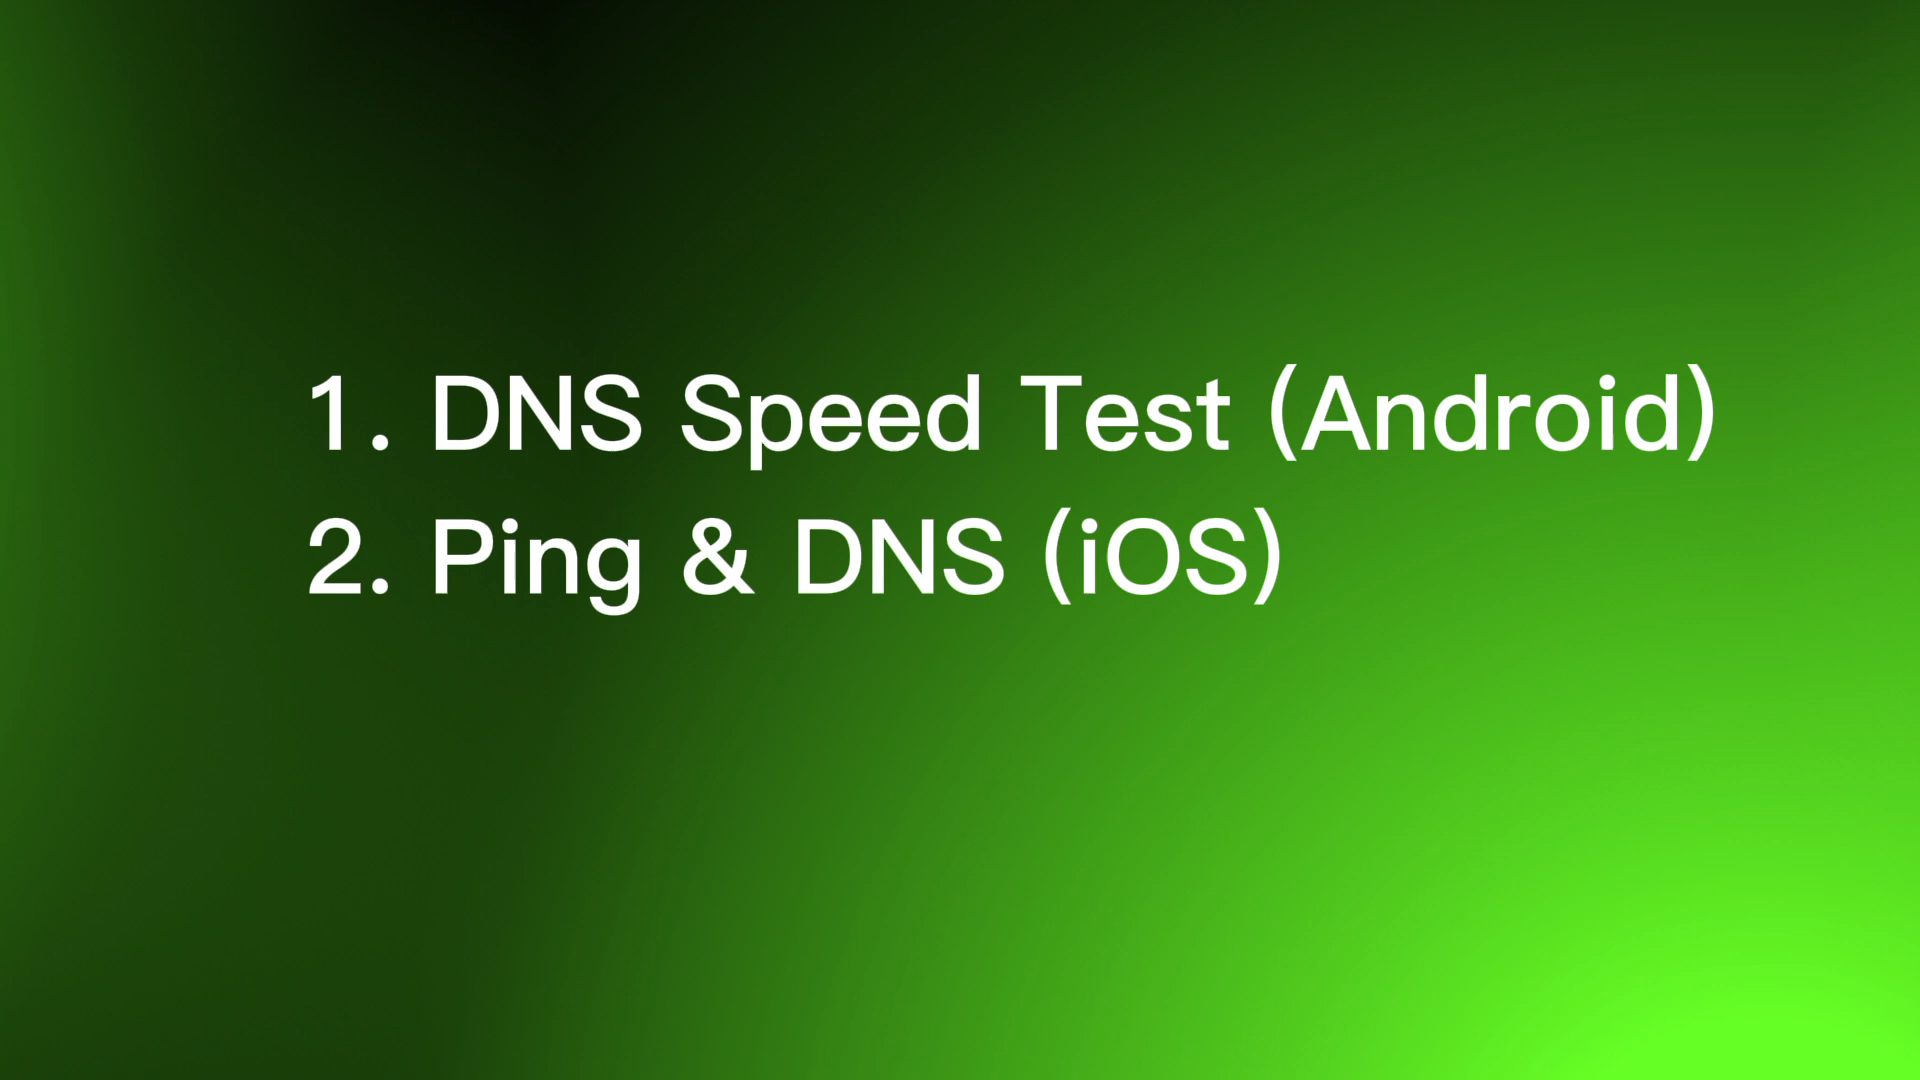 1. DNS Speed Test (Android)
2. Ping & DNS (iOS)